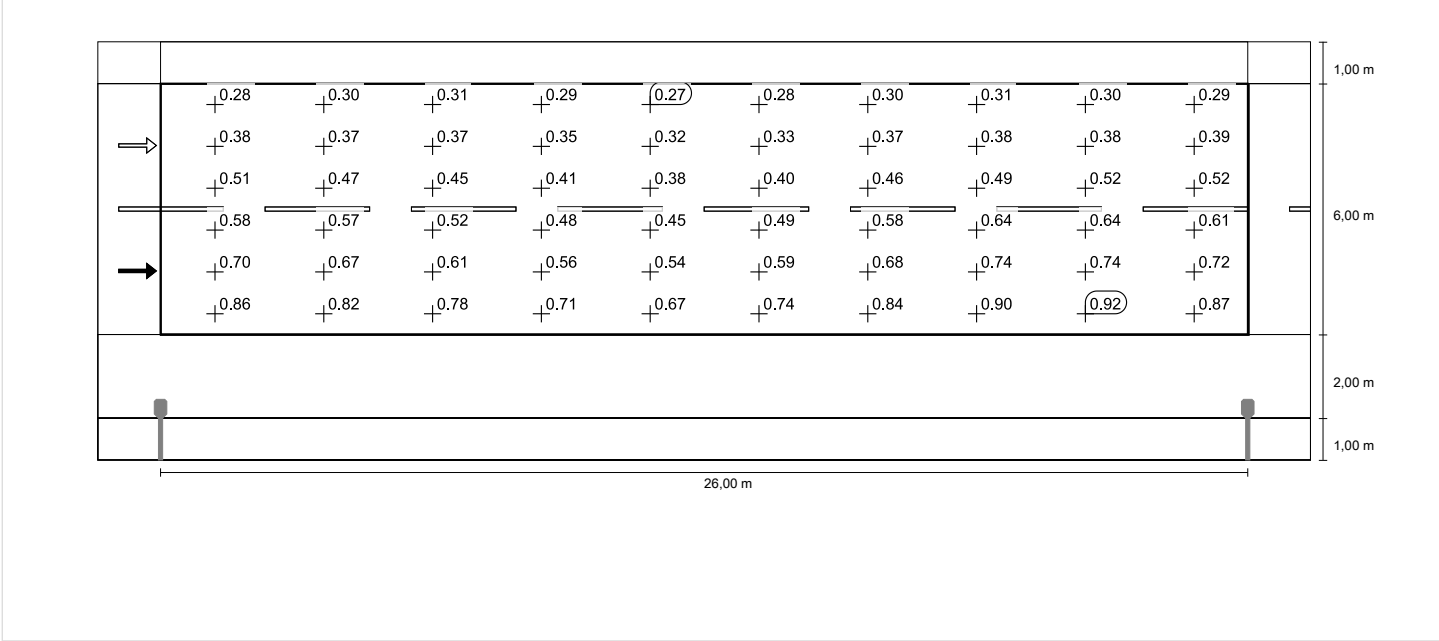 1,00 m
0.28 0.30 0.31 0.29 0.27 0.28 0.30 0.31 0.30 0.29
0.38 0.37 0.37 0.35 0.32 0.33 0.37 0.38 0.38 0.39
0.51 0.47 0.45 0.41 0.38 0.40 0.46 0.49 0.52 0.52
6,00 m
0.58 0.57 0.52 0.48 0.45 0.49 0.58 0.64 0.64 0.61
0.70 0.67 0.61 0.56 0.54 0.59 0.68 0.74 0.74 0.72
0.86 0.82 0.78 0.71 0.67 0.74 0.84 0.90 0.92 0.87
2,00 m
1,00 m
26,00 m